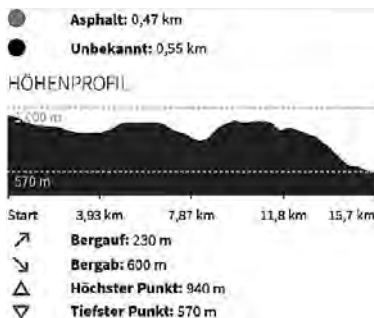 Asphalt: 0,47 km
Unbekannt: 0,55 km
HÖHENPROFIL
1.000 m
570 m
Start 3,93 km 7,87 km 11,8 km 15,7 km
Bergauf: 230 m
Bergab: 600 m
Höchster Punkt: 940 m
Tiefster Punkt: 570 m